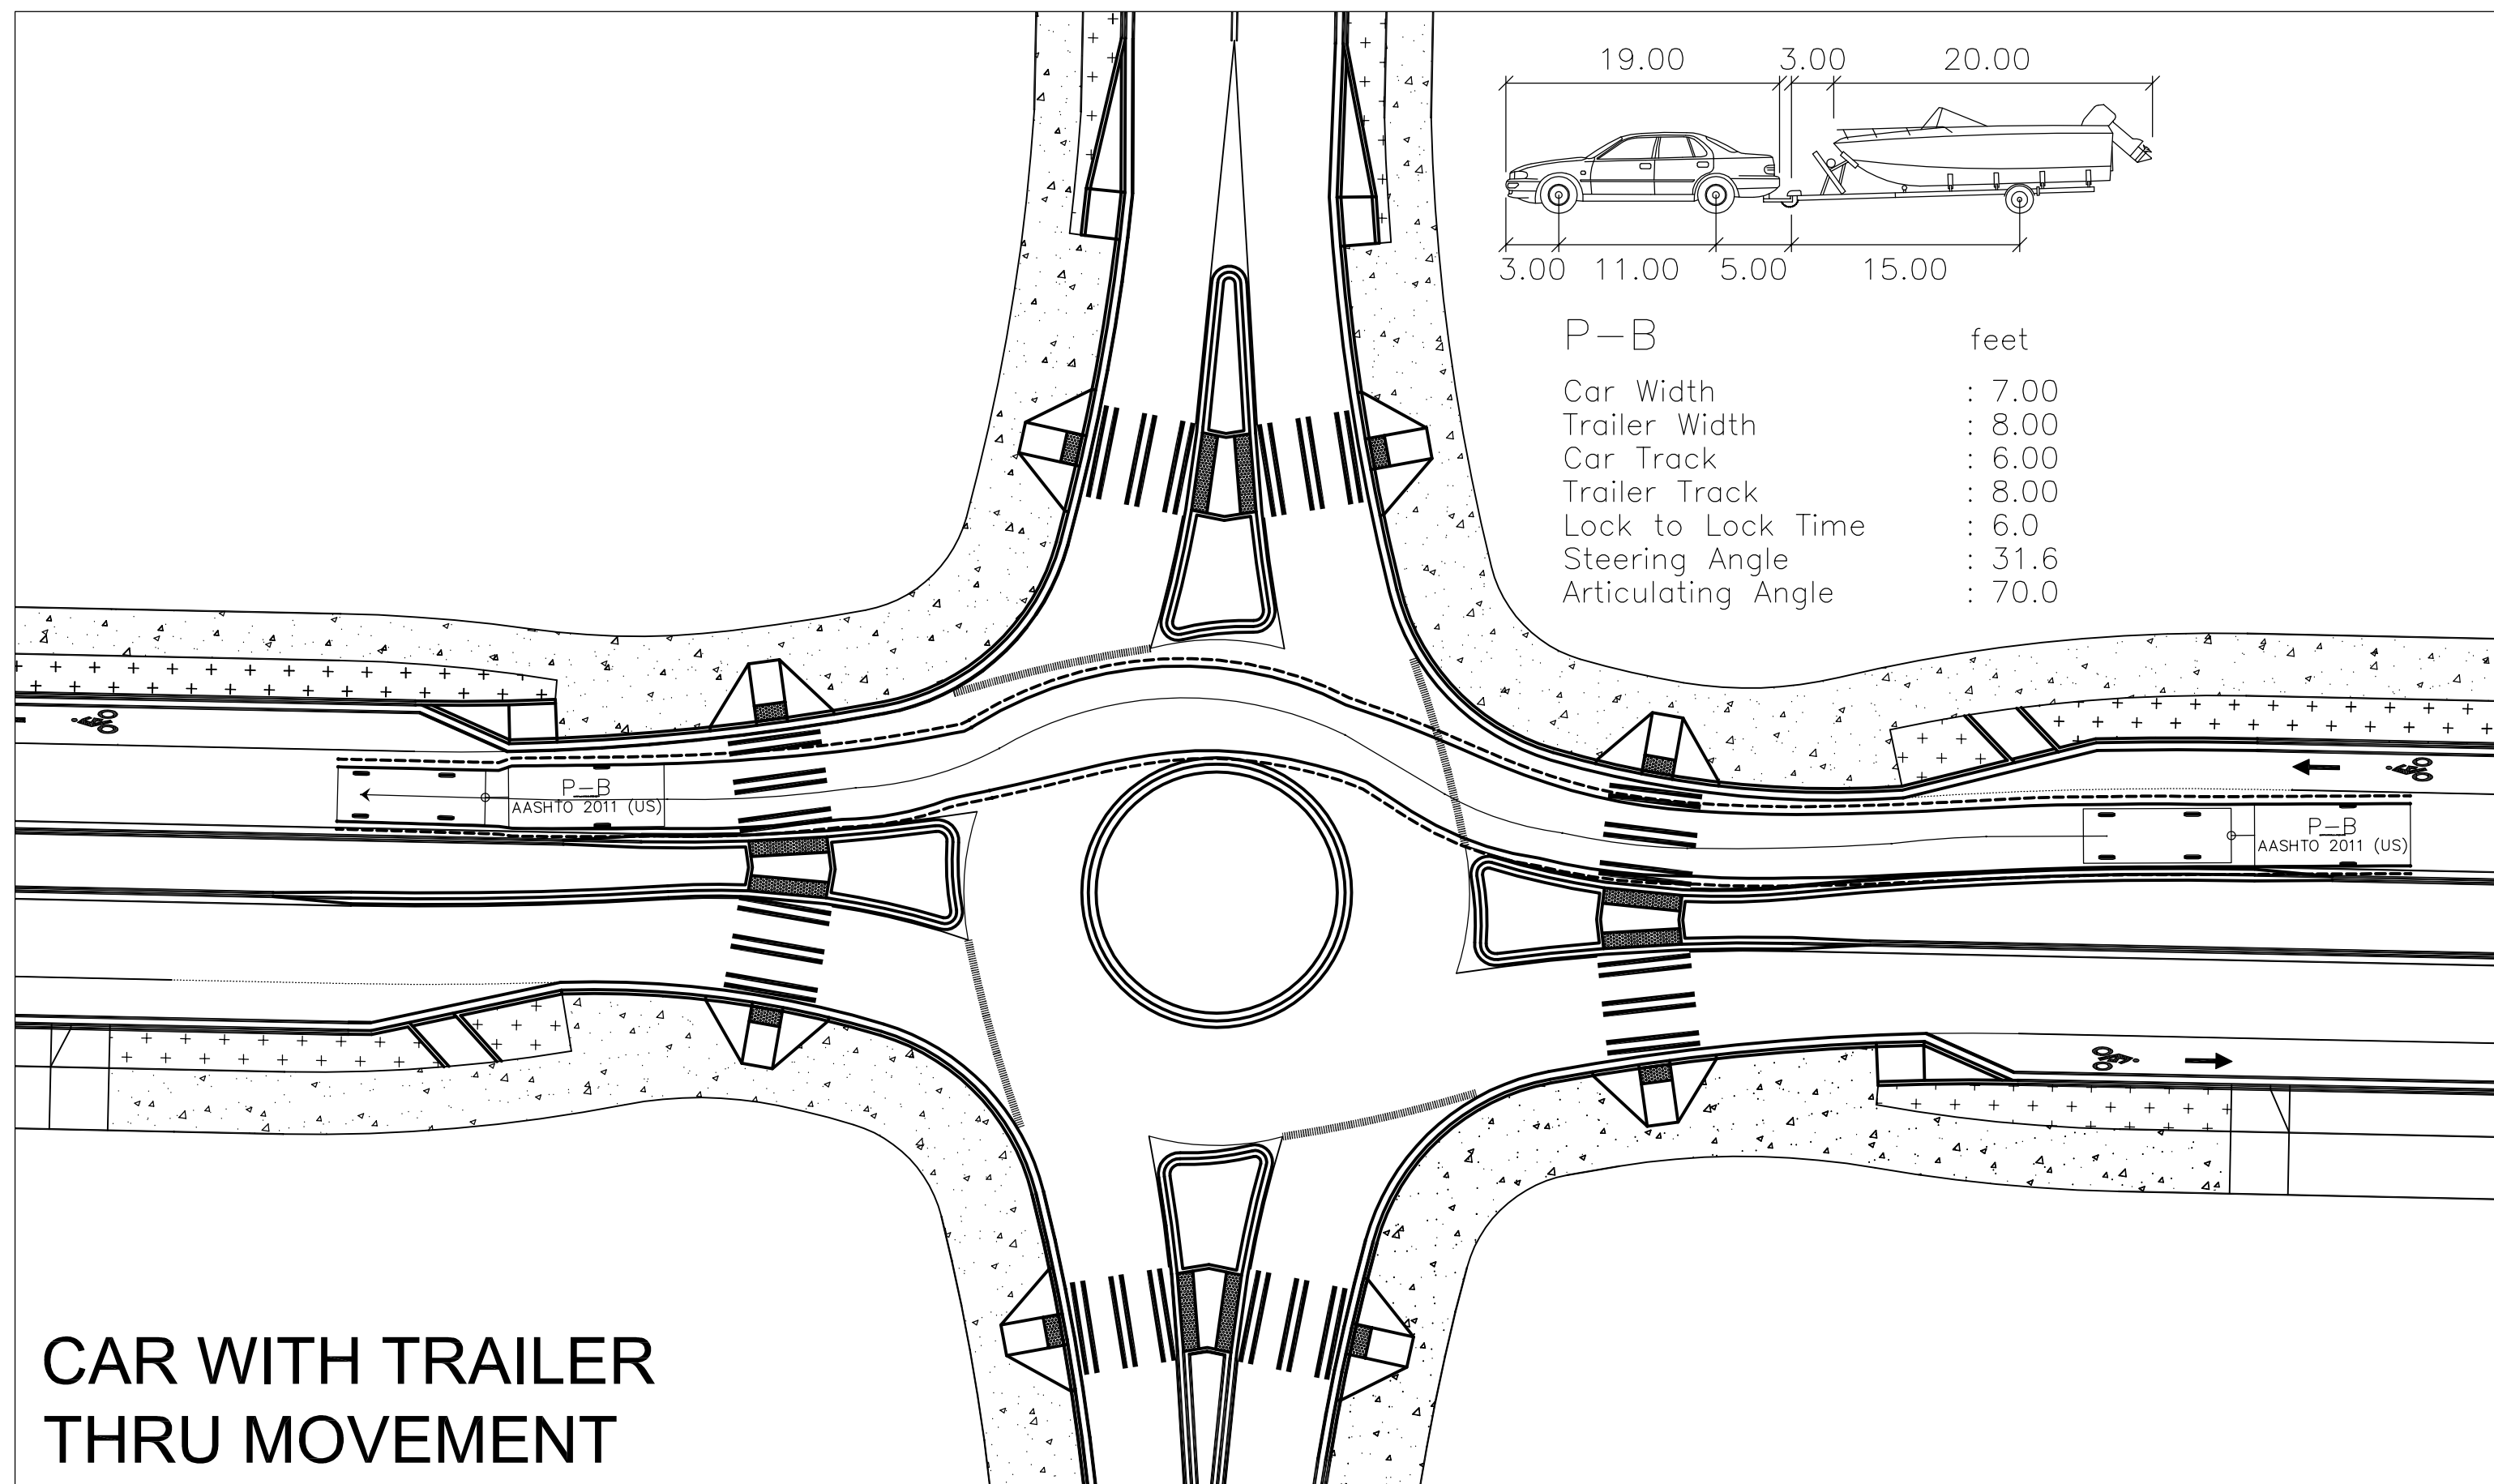 19.00 3.00 20.00
3.00 11.00 5.00 15.00
P-B feet
Car Width : 7.00
Trailer Width : 8.00
Car Track : 6.00
Trailer Track : 8.00
Lock to Lock Time : 6.0
Steering Angle : 31.6
Articulating Angle : 70.0
P-B
AASHTO 2011 (US)
P-B
AASHTO 2011 (US)
CAR WITH TRAILER
THRU MOVEMENT